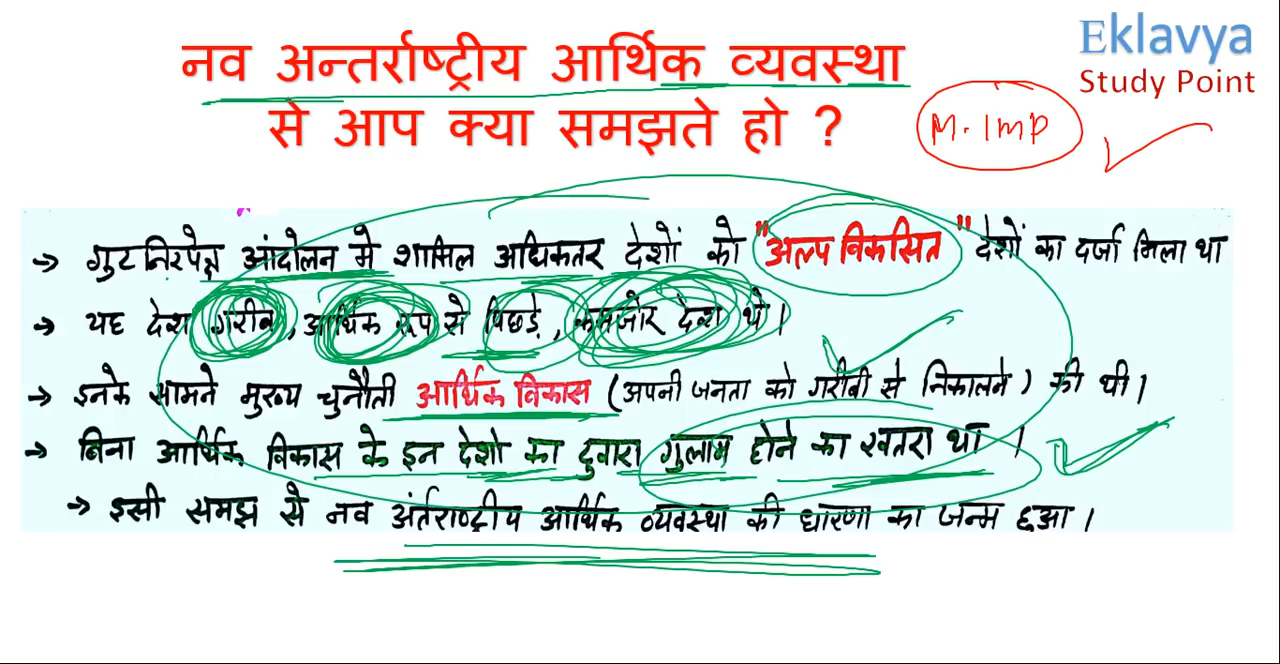 नव अन्तर्राष्ट्रीय आर्थिक व्यवस्था
से आप क्या समझते हो ?
Eklavya
Study Point
M. Imp
→ गुटनिरपेक्ष आंदोलन मे शामिल अधिकतर देशों को "अल्प विकसित" देशों का दर्जा मिला था
→ यह देश गरीब, आर्थिक रूप से पिछड़े, कमजोर देश थे।
→ इनके सामने मुख्य चुनौती आर्थिक विकास (अपनी जनता को गरीबी से निकालने) की थी।
→ बिना आर्थिक विकास के इन देशो का दुबारा गुलाम होने का खतरा था।
→ इसी समझ से नव अंर्तराष्ट्रीय आर्थिक व्यवस्था की धारणा का जन्म हुआ।